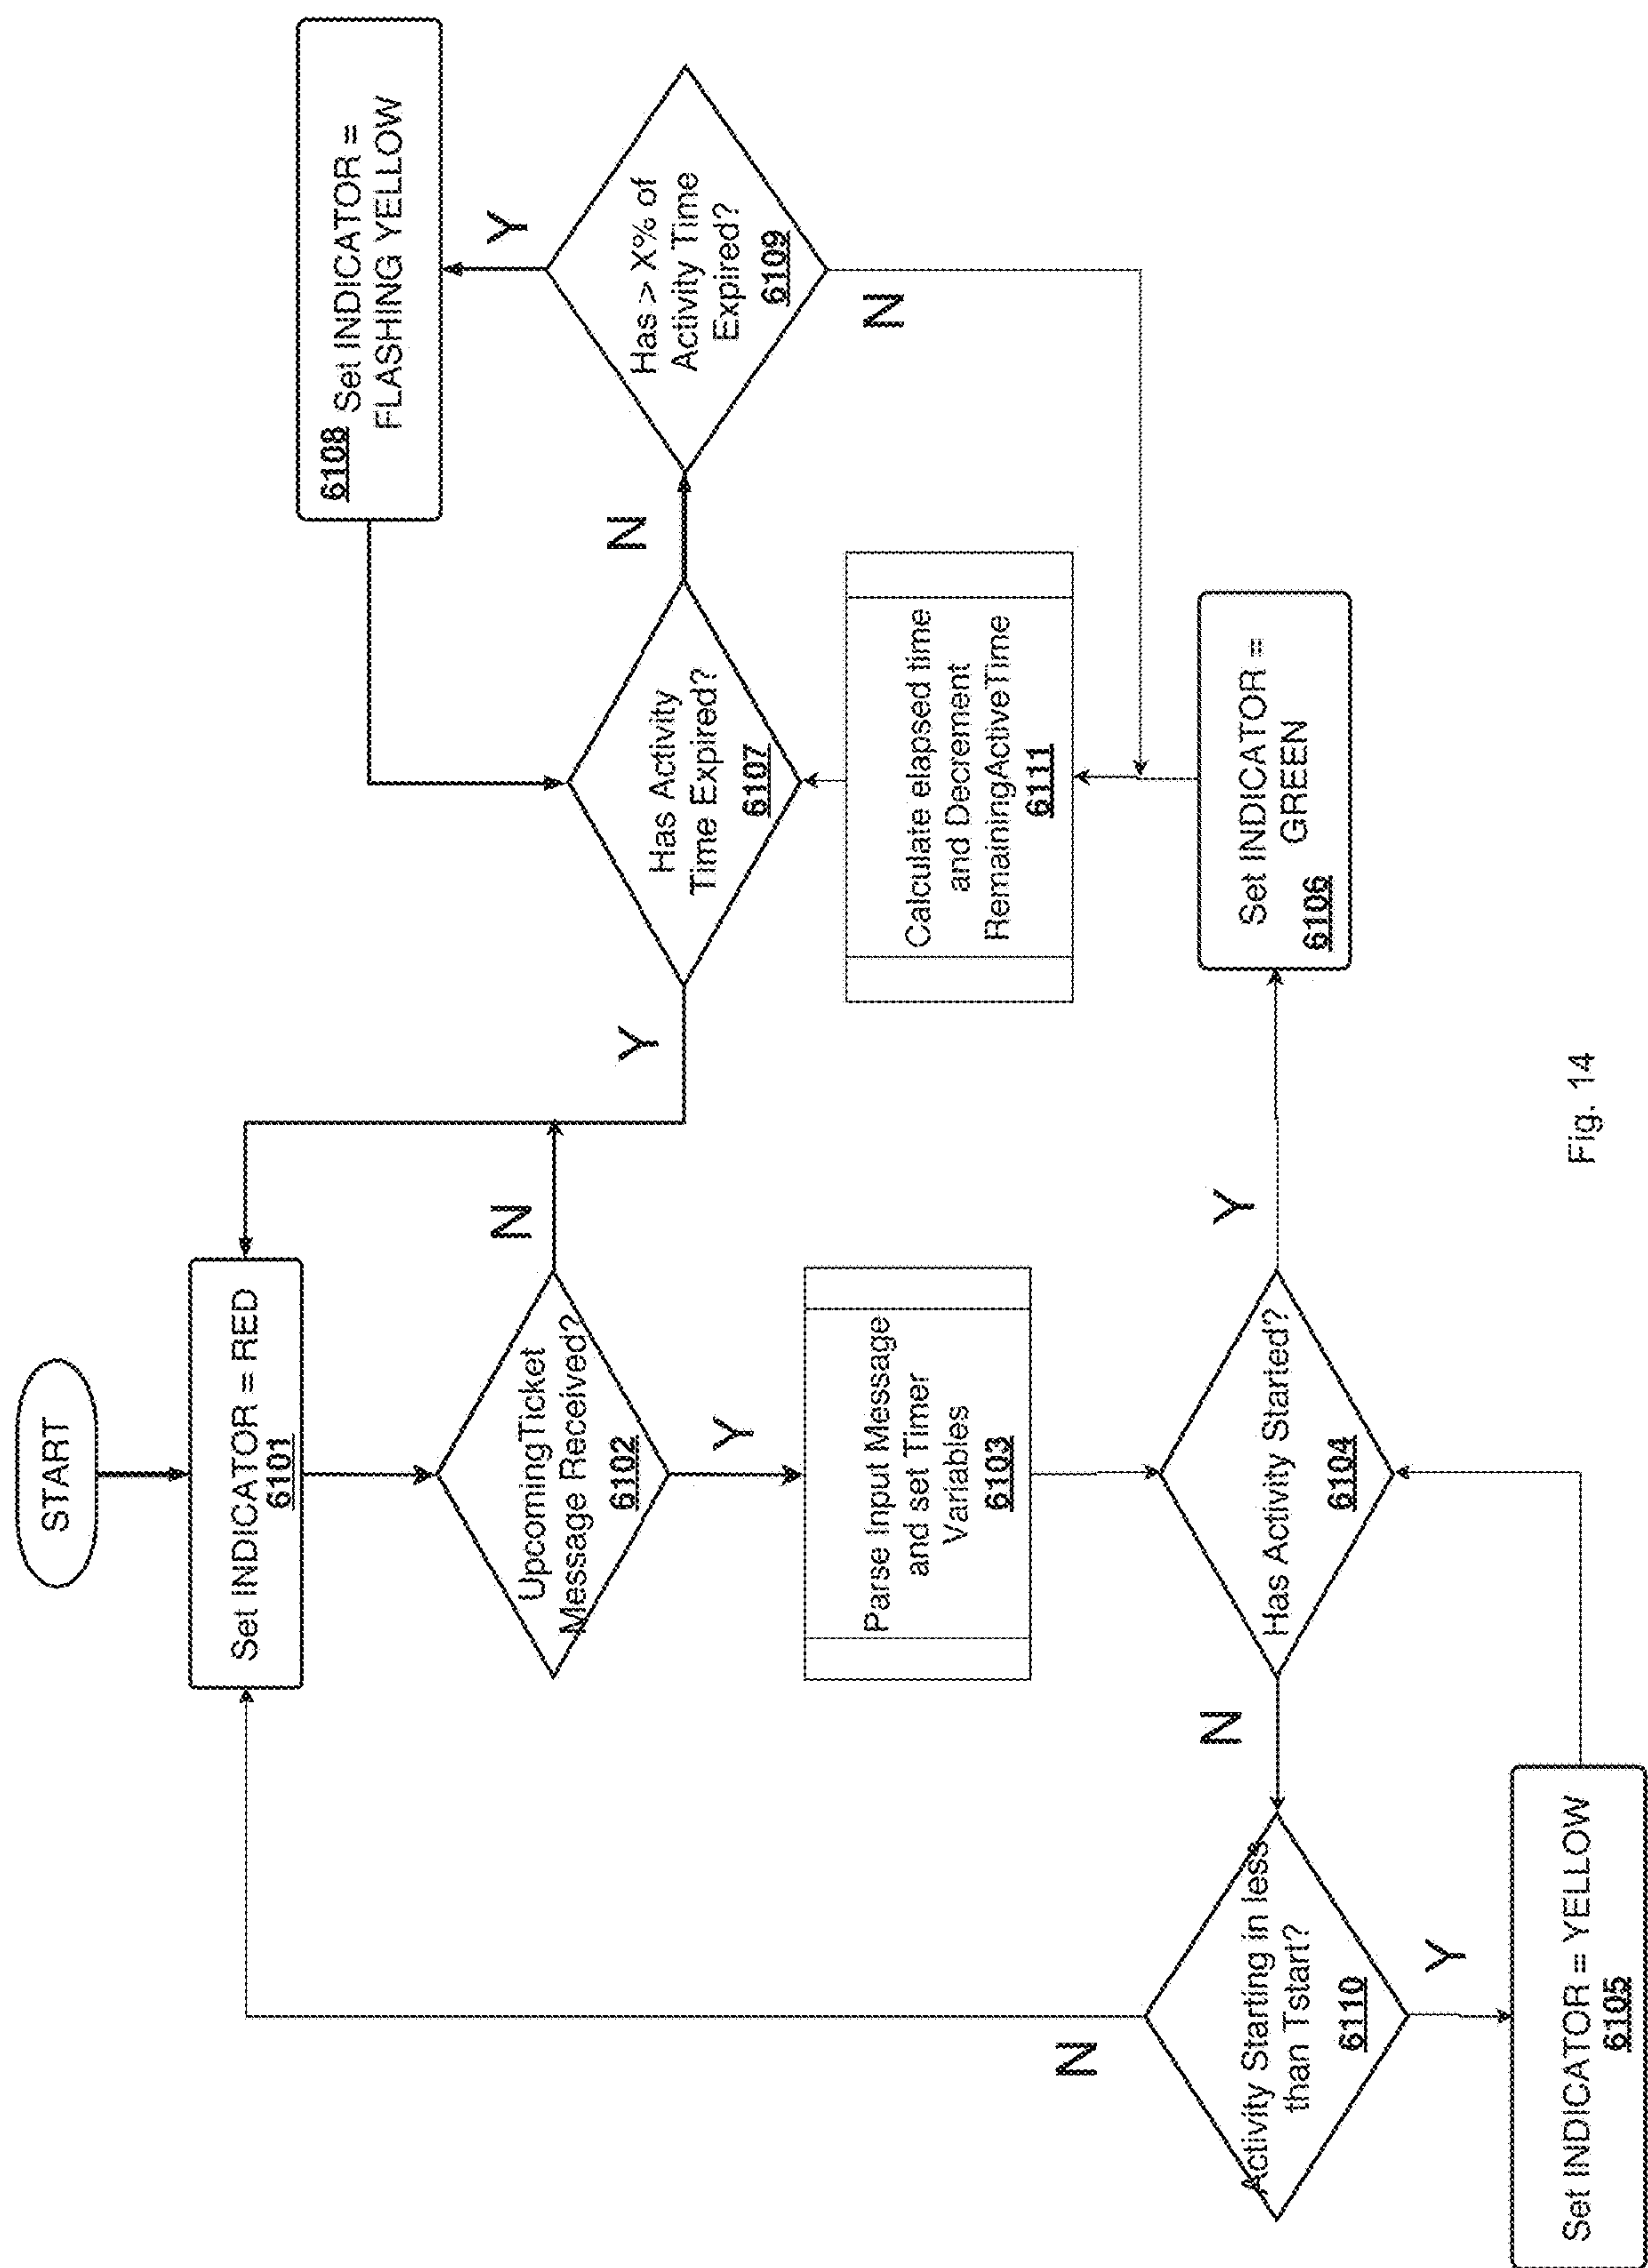 START
Set INDICATOR = RED
6101
UpcomingTicket
Message Received?
6102
N
Y
Parse Input Message
and set Timer
Variables
6103
Has Activity Started?
6104
N
Y
Activity Starting in less
than Tstart?
6110
N
Y
Set INDICATOR = YELLOW
6105
Set INDICATOR =
GREEN
6106
Calculate elapsed time
and Decrement
RemainingActiveTime
6111
Has Activity
Time Expired?
6107
Y
N
Has > X% of
Activity Time
Expired?
6109
Y
N
6108 Set INDICATOR =
FLASHING YELLOW
Fig. 14